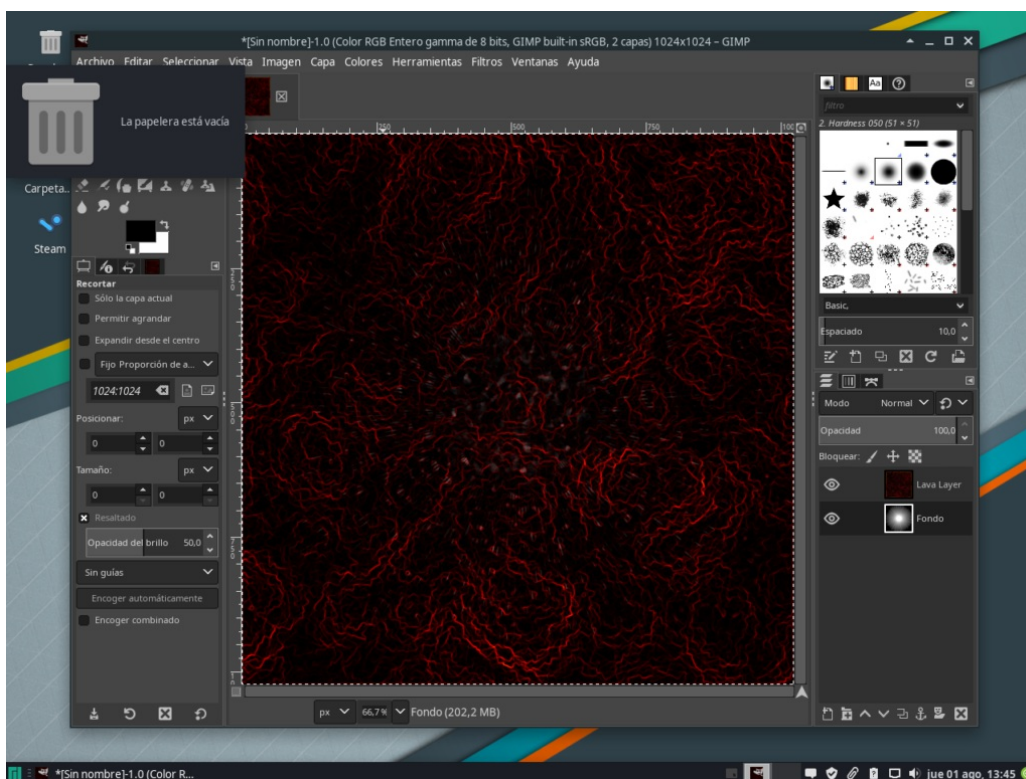 *[Sin nombre]-1.0 (Color RGB Entero gamma de 8 bits, GIMP built-in sRGB, 2 capas) 1024x1024 – GIMP
Archivo Editar Seleccionar Vista Imagen Capa Colores Herramientas Filtros Ventanas Ayuda
La papelera está vacía
Carpeta...
Steam
Recortar
Sólo la capa actual
Permitir agrandar
Expandir desde el centro
Fijo Proporción de a...
1024:1024
Posicionar:
px
0
0
Tamaño:
px
0
0
Resaltado
Opacidad del brillo 50,0
Sin guías
Encoger automáticamente
Encoger combinado
250
500
750
px
66,7 %
Fondo (202,2 MB)
Aa
filtro
2. Hardness 050 (51 × 51)
Basic,
Espaciado 10,0
Modo Normal
Opacidad 100,0
Bloquear:
Lava Layer
Fondo
*[Sin nombre]-1.0 (Color R...
jue 01 ago, 13:45